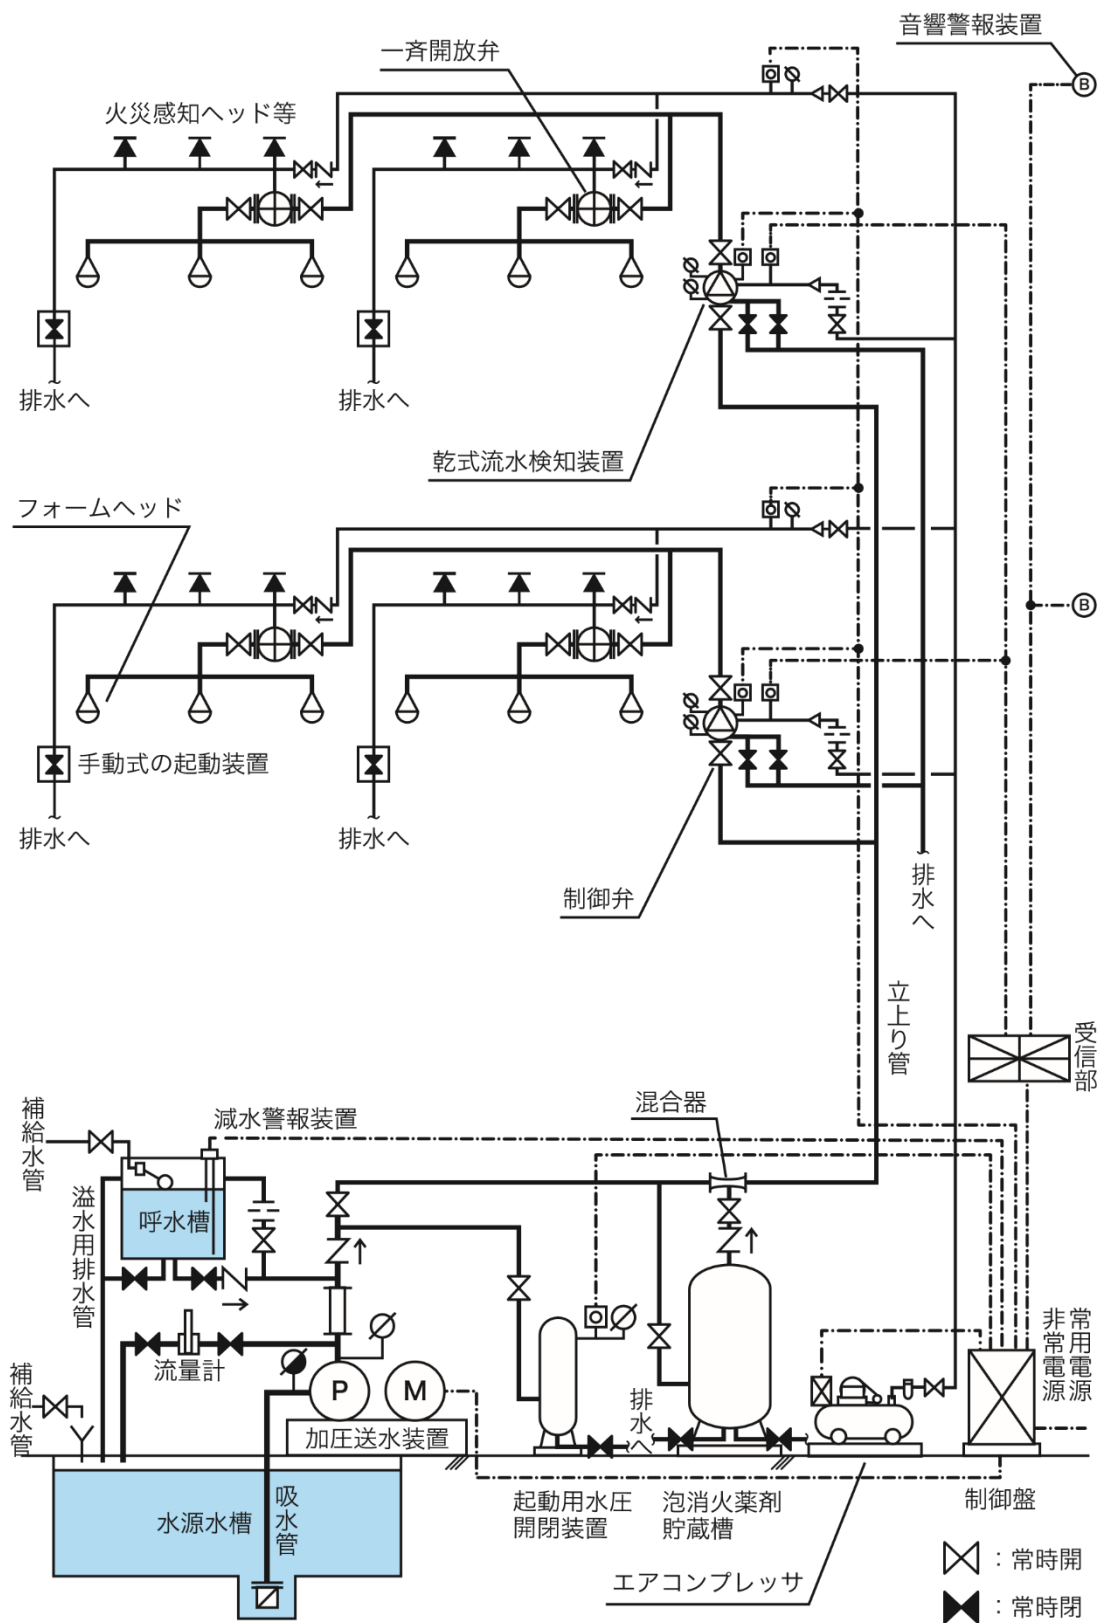 音響警報装置
B
一斉開放弁
火災感知ヘッド等
排水へ
排水へ
乾式流水検知装置
フォームヘッド
B
手動式の起動装置
排水へ
排水へ
制御弁
排水へ
立上り管
受信部
混合器
減水警報装置
補給水管
溢水用排水管
呼水槽
流量計
補給水管
P
M
加圧送水装置
排水へ
常用電源
非常電源
水源水槽
吸水管
起動用水圧
開閉装置
泡消火薬剤
貯蔵槽
制御盤
エアコンプレッサ
:常時開
:常時閉